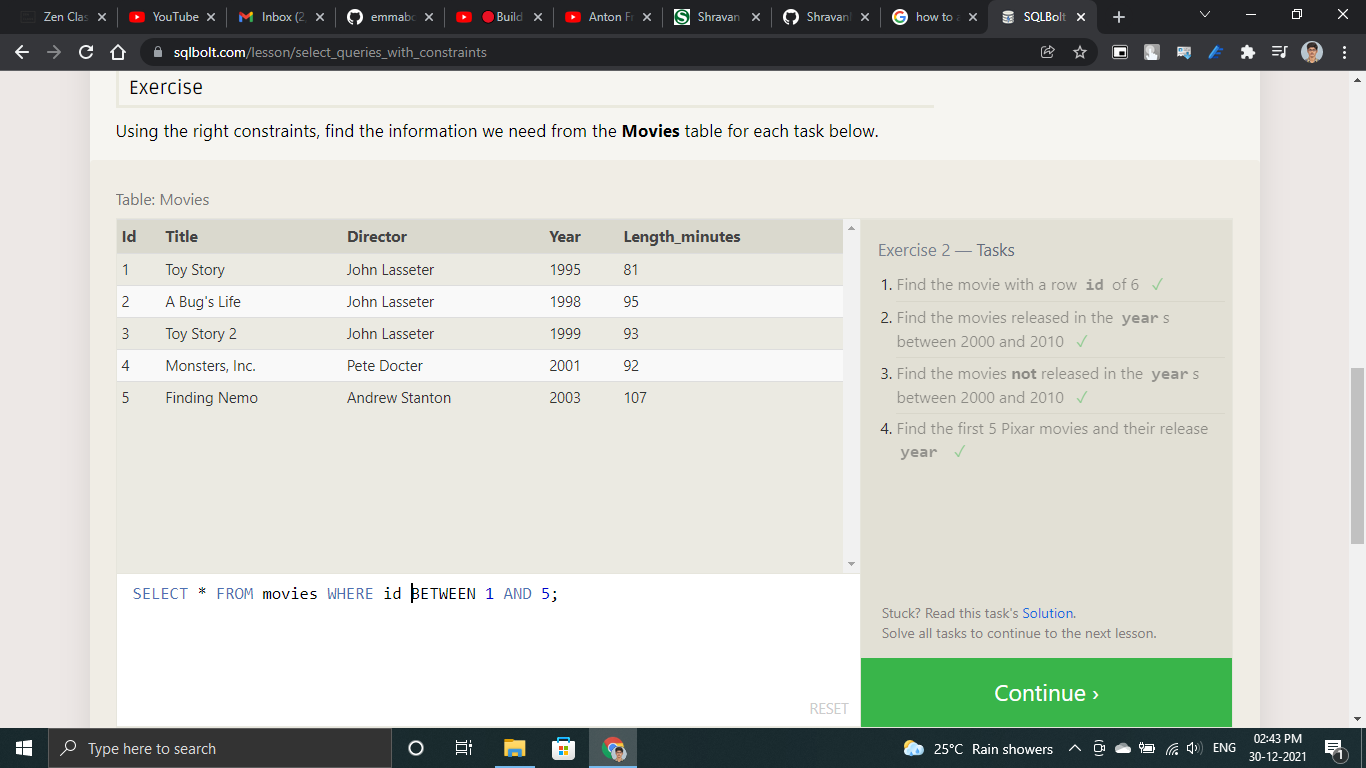 Zen Clas
YouTube
Inbox (2
emmabo
Build
Anton Fr
Shravan
Shravan
how to a
SQLBolt
sqlbolt.com/lesson/select_queries_with_constraints
Exercise
Using the right constraints, find the information we need from the Movies table for each task below.
Table: Movies
Id Title Director Year Length_minutes
1 Toy Story John Lasseter 1995 81
2 A Bug's Life John Lasseter 1998 95
3 Toy Story 2 John Lasseter 1999 93
4 Monsters, Inc. Pete Docter 2001 92
5 Finding Nemo Andrew Stanton 2003 107
SELECT * FROM movies WHERE id BETWEEN 1 AND 5;
RESET
Exercise 2 — Tasks
1. Find the movie with a row id of 6 ✓
2. Find the movies released in the year s
between 2000 and 2010 ✓
3. Find the movies not released in the year s
between 2000 and 2010 ✓
4. Find the first 5 Pixar movies and their release
year ✓
Stuck? Read this task's Solution.
Solve all tasks to continue to the next lesson.
Continue ›
Type here to search
25°C Rain showers
ENG
02:43 PM
30-12-2021
1